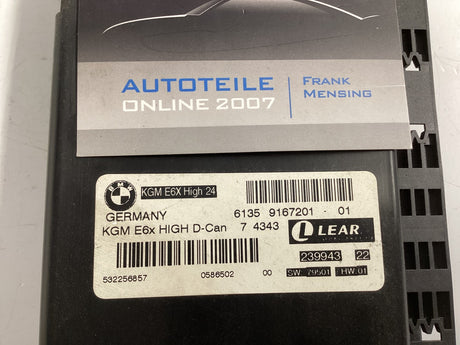 AUTOTEILE
ONLINE 2007
FRANK
MENSING
BMW
KGM E6X High 24
GERMANY
6135 9167201 - 01
KGM E6x HIGH D-Can 7 4343
LEAR
239943 22
532256857 0586502 00 SW: 79501 HW:01